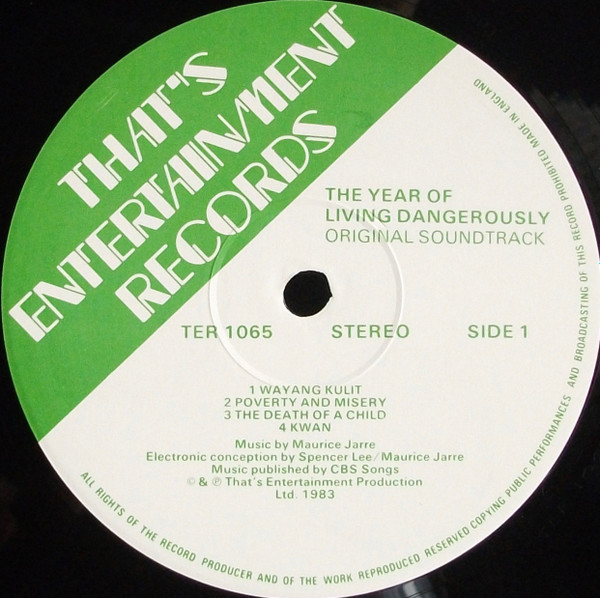 THAT'S
ENTERTAINMENT
RECORDS
THE YEAR OF
LIVING DANGEROUSLY
ORIGINAL SOUNDTRACK
TER 1065 STEREO SIDE 1
1 WAYANG KULIT
2 POVERTY AND MISERY
3 THE DEATH OF A CHILD
4 KWAN
Music by Maurice Jarre
Electronic conception by Spencer Lee/Maurice Jarre
Music published by CBS Songs
© & ℗ That's Entertainment Production
Ltd. 1983
ALL RIGHTS OF THE RECORD PRODUCER AND OF THE WORK REPRODUCED RESERVED COPYING PUBLIC PERFORMANCES AND BROADCASTING OF THIS RECORD PROHIBITED MADE IN ENGLAND